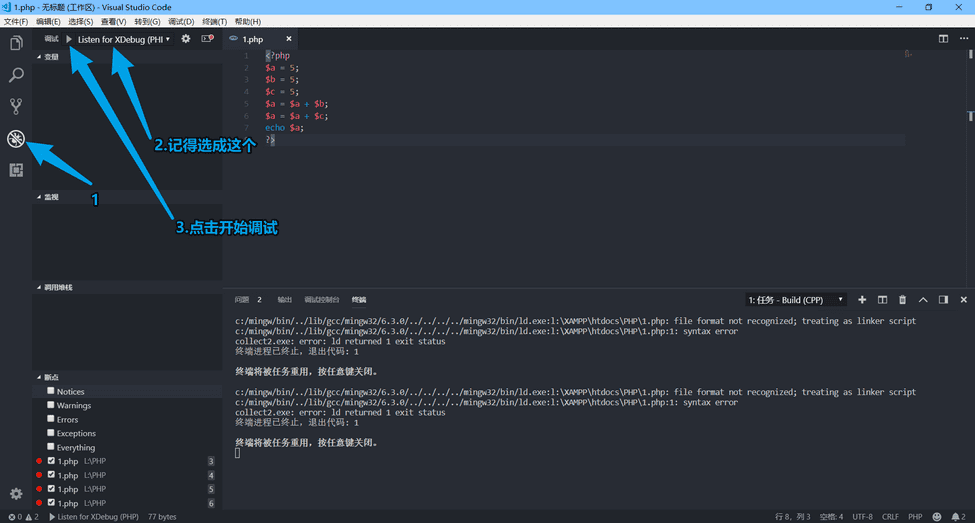 1.php - 无标题 (工作区) - Visual Studio Code
文件(F) 编辑(E) 选择(S) 查看(V) 转到(G) 调试(D) 终端(T) 帮助(H)
调试 Listen for XDebug (PHI
1.php
变量
1 <?php
2 $a = 5;
3 $b = 5;
4 $c = 5;
5 $a = $a + $b;
6 $a = $a + $c;
7 echo $a;
8 ?>
2.记得选成这个
1
3.点击开始调试
监视
调用堆栈
断点
Notices
Warnings
Errors
Exceptions
Everything
1.php L:\PHP 3
1.php L:\PHP 4
1.php L:\PHP 5
1.php L:\PHP 6
问题 2 输出 调试控制台 终端 1: 任务 - Build (CPP)
c:/mingw/bin/../lib/gcc/mingw32/6.3.0/../../../../mingw32/bin/ld.exe:l:\XAMPP\htdocs\PHP\1.php: file format not recognized; treating as linker script
c:/mingw/bin/../lib/gcc/mingw32/6.3.0/../../../../mingw32/bin/ld.exe:l:\XAMPP\htdocs\PHP\1.php:1: syntax error
collect2.exe: error: ld returned 1 exit status
终端进程已终止，退出代码: 1
终端将被任务重用，按任意键关闭。
c:/mingw/bin/../lib/gcc/mingw32/6.3.0/../../../../mingw32/bin/ld.exe:l:\XAMPP\htdocs\PHP\1.php: file format not recognized; treating as linker script
c:/mingw/bin/../lib/gcc/mingw32/6.3.0/../../../../mingw32/bin/ld.exe:l:\XAMPP\htdocs\PHP\1.php:1: syntax error
collect2.exe: error: ld returned 1 exit status
终端进程已终止，退出代码: 1
终端将被任务重用，按任意键关闭。
0 2 Listen for XDebug (PHP) 77 bytes 行 8，列 3 空格: 4 UTF-8 CRLF PHP 2